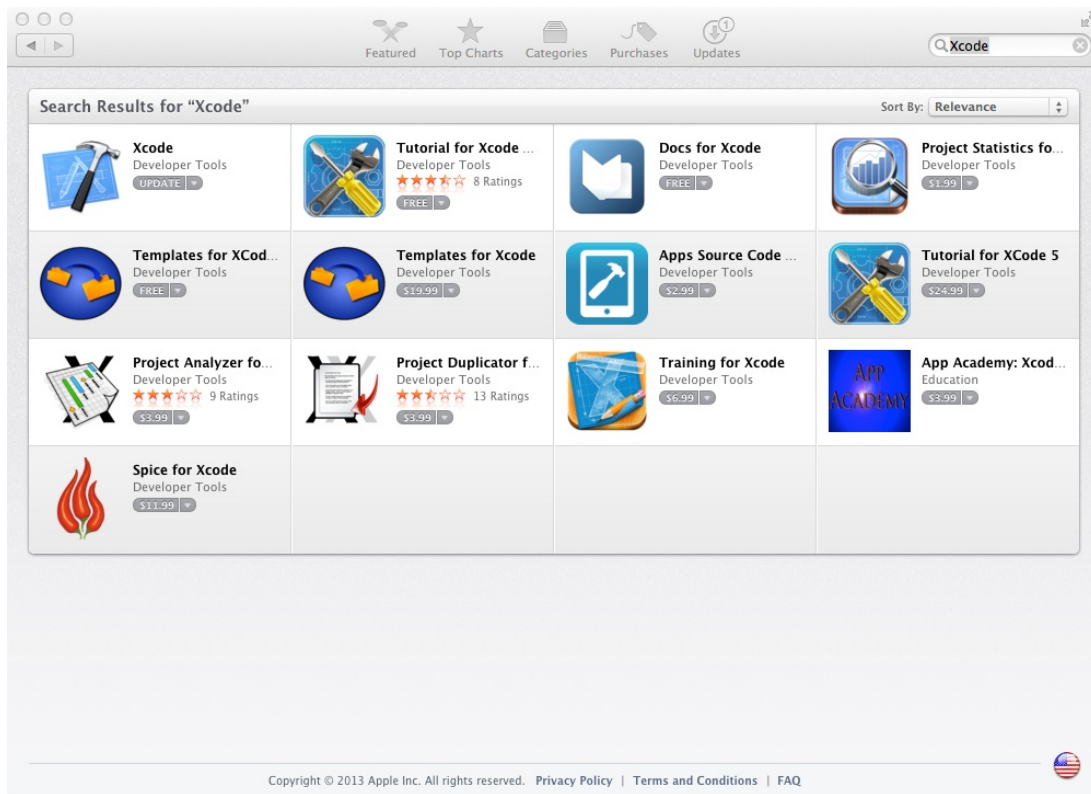 Featured
Top Charts
Categories
Purchases
1
Updates
Xcode
Search Results for “Xcode”
Sort By: Relevance
Xcode
Developer Tools
UPDATE
Tutorial for Xcode ...
Developer Tools
8 Ratings
FREE
Docs for Xcode
Developer Tools
FREE
Project Statistics fo...
Developer Tools
$1.99
Templates for XCod...
Developer Tools
FREE
Templates for Xcode
Developer Tools
$19.99
Apps Source Code ...
Developer Tools
$2.99
Tutorial for XCode 5
Developer Tools
$24.99
Project Analyzer fo...
Developer Tools
9 Ratings
$3.99
Project Duplicator f...
Developer Tools
13 Ratings
$3.99
Training for Xcode
Developer Tools
$6.99
APP
ACADEMY
App Academy: Xcod...
Education
$3.99
Spice for Xcode
Developer Tools
$11.99
Copyright © 2013 Apple Inc. All rights reserved. Privacy Policy | Terms and Conditions | FAQ